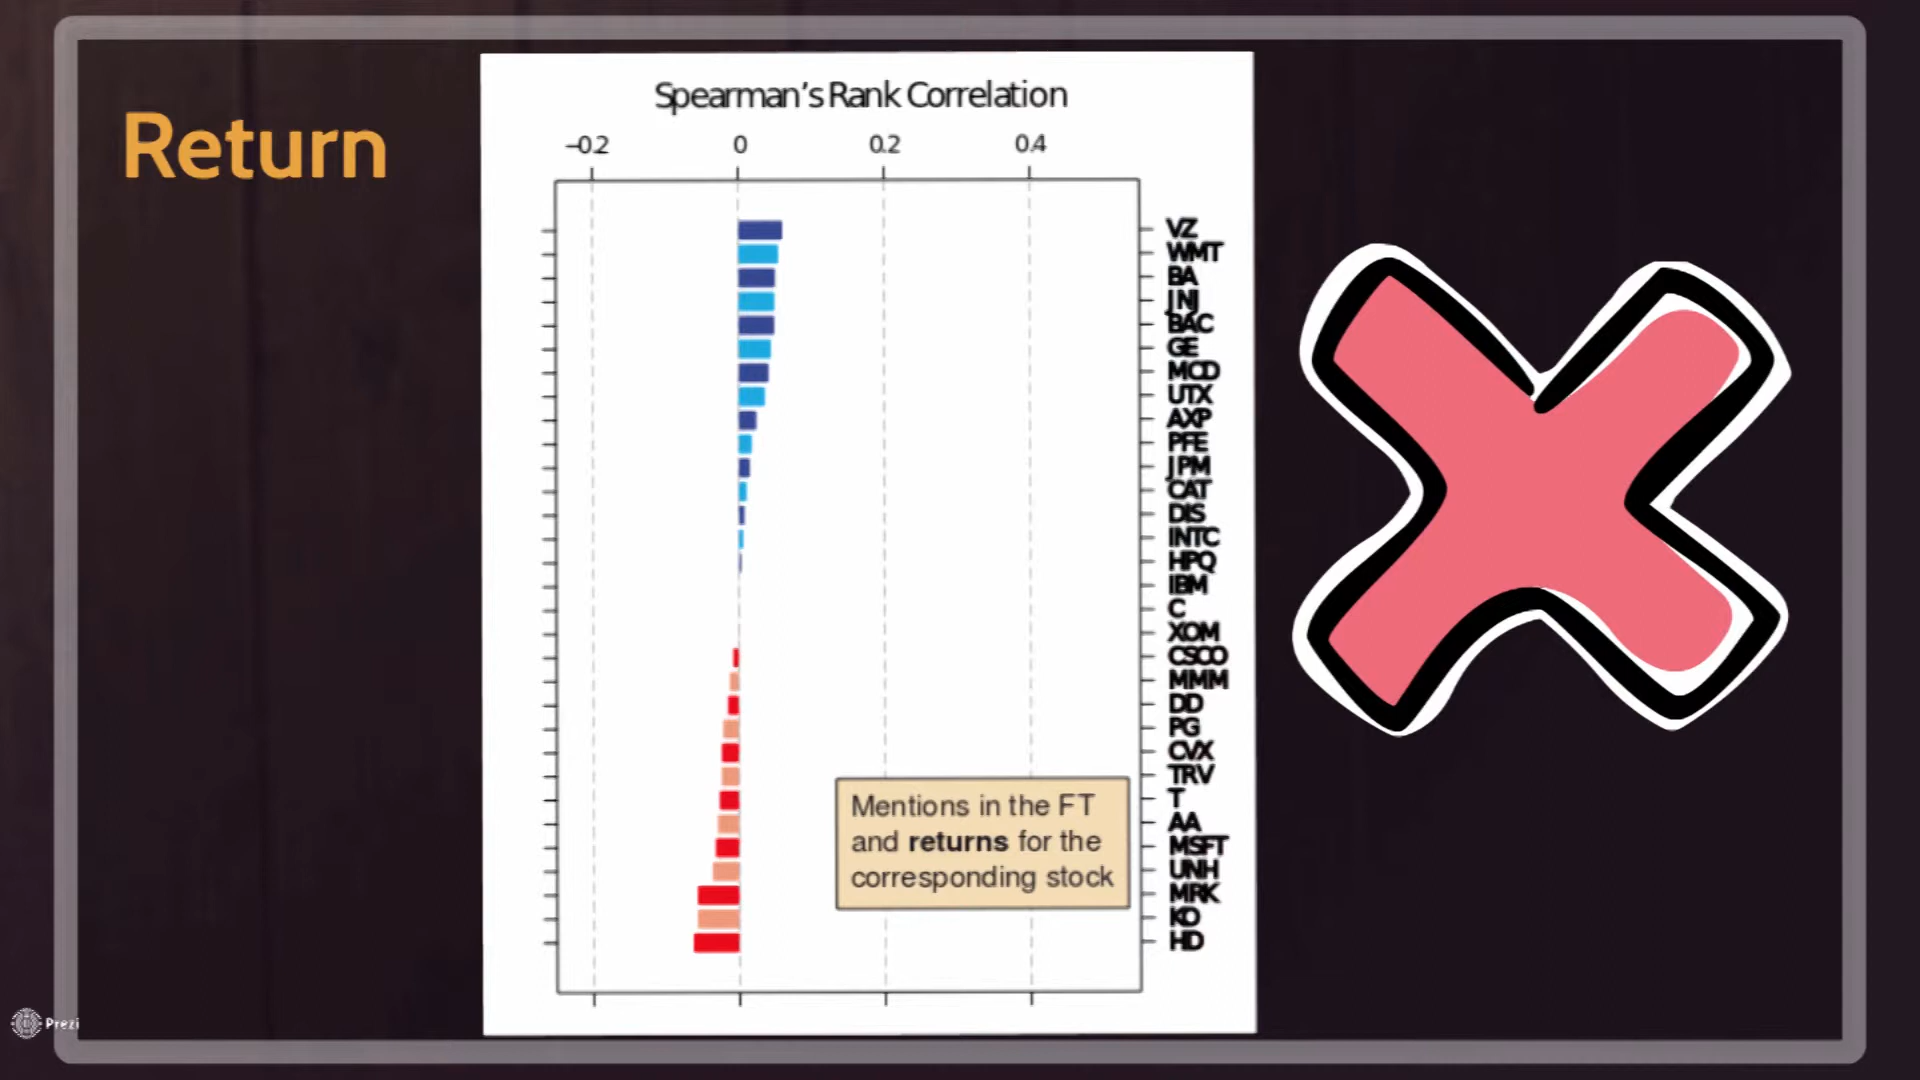 Return
Spearman's Rank Correlation
−0.2 0 0.2 0.4
VZ
WMT
BA
JNJ
BAC
GE
MCD
UTX
AXP
PFE
JPM
CAT
DIS
INTC
HPQ
IBM
C
XOM
CSCO
MMM
DD
PG
CVX
TRV
T
AA
MSFT
UNH
MRK
KO
HD
Mentions in the FT
and returns for the
corresponding stock
Prezi